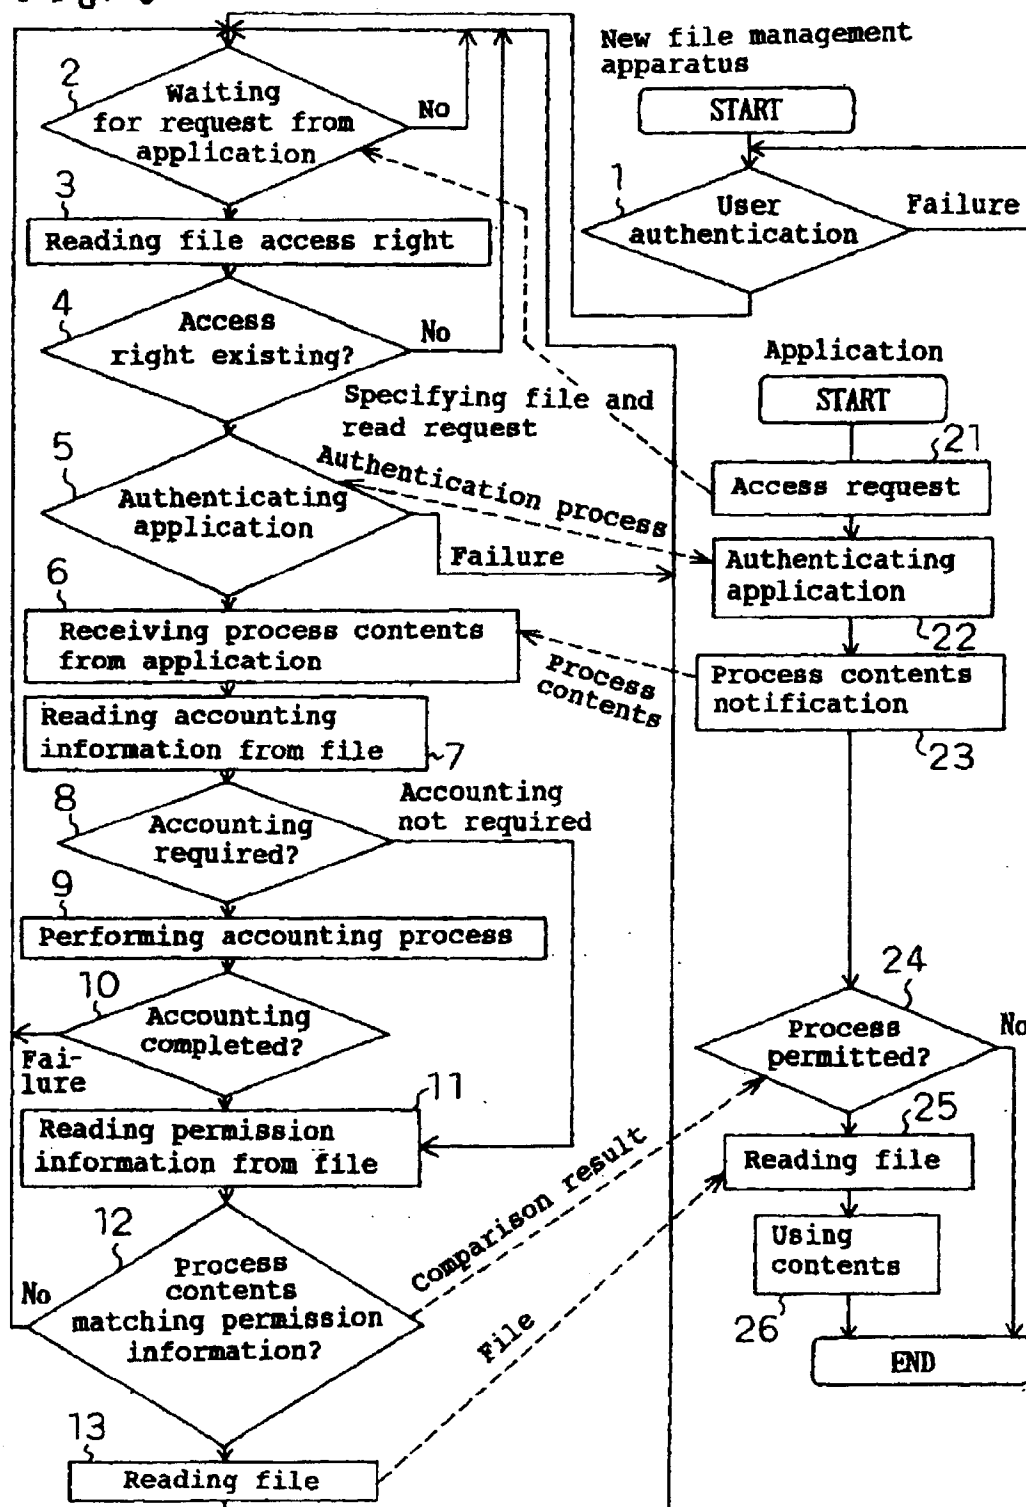 New file management
apparatus
START
1
User
authentication
Failure
2
Waiting
for request from
application
No
3
Reading file access right
4
Access
right existing?
No
Specifying file and
read request
5
Authenticating
application
Authentication process
Failure
6
Receiving process contents
from application
Process
contents
Reading accounting
information from file
7
8
Accounting
required?
Accounting
not required
9
Performing accounting process
10
Accounting
completed?
Fai-
lure
11
Reading permission
information from file
12
Process
contents
matching permission
information?
No
Comparison result
File
13
Reading file
Application
START
21
Access request
Authenticating
application
22
Process contents
notification
23
24
Process
permitted?
No
25
Reading file
Using
contents
26
END